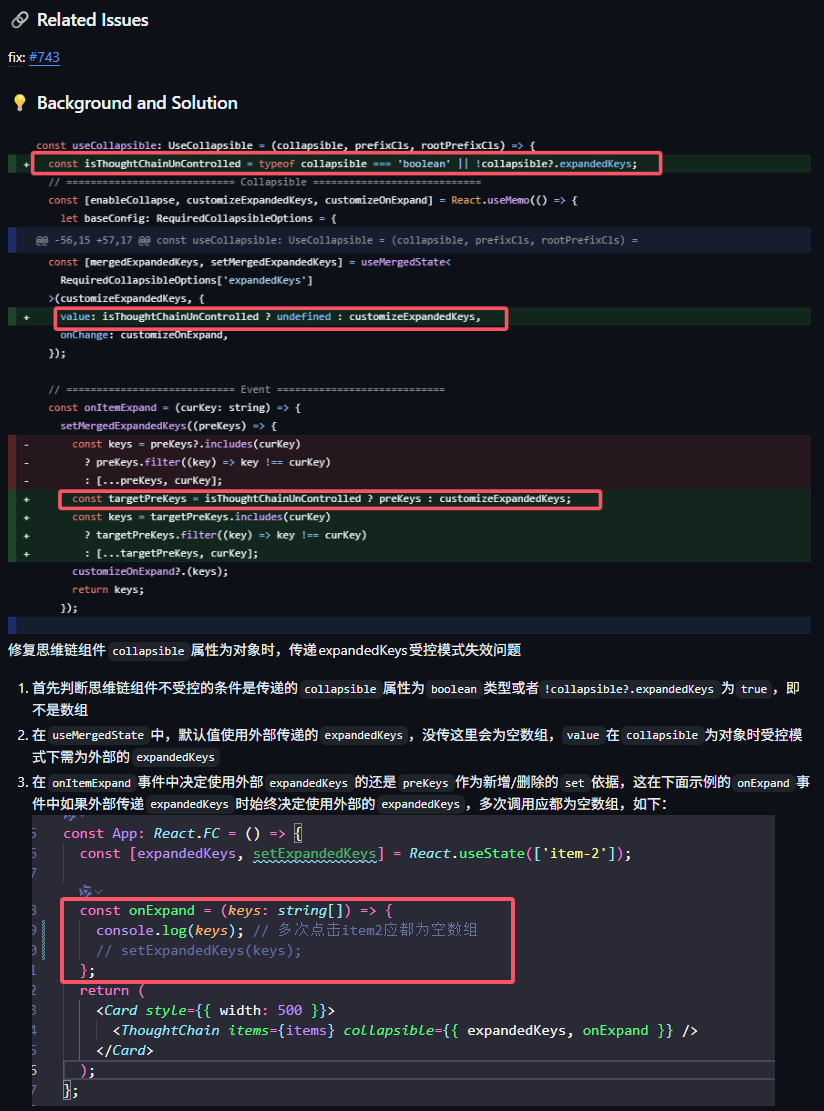 Related Issues
fix: #743
Background and Solution
const useCollapsible: UseCollapsible = (collapsible, prefixCls, rootPrefixCls) => {
+ const isThoughtChainUnControlled = typeof collapsible === 'boolean' || !collapsible?.expandedKeys;
// ============================ Collapsible ============================
const [enableCollapse, customizeExpandedKeys, customizeOnExpand] = React.useMemo(() => {
let baseConfig: RequiredCollapsibleOptions = {
@@ -56,15 +57,17 @@ const useCollapsible: UseCollapsible = (collapsible, prefixCls, rootPrefixCls) =
const [mergedExpandedKeys, setMergedExpandedKeys] = useMergedState<
RequiredCollapsibleOptions['expandedKeys']
>(customizeExpandedKeys, {
+ value: isThoughtChainUnControlled ? undefined : customizeExpandedKeys,
onChange: customizeOnExpand,
});
// ============================ Event ============================
const onItemExpand = (curKey: string) => {
setMergedExpandedKeys((preKeys) => {
- const keys = preKeys?.includes(curKey)
- ? preKeys.filter((key) => key !== curKey)
- : [...preKeys, curKey];
+ const targetPreKeys = isThoughtChainUnControlled ? preKeys : customizeExpandedKeys;
+ const keys = targetPreKeys.includes(curKey)
+ ? targetPreKeys.filter((key) => key !== curKey)
+ : [...targetPreKeys, curKey];
customizeOnExpand?.(keys);
return keys;
});
修复思维链组件 collapsible 属性为对象时，传递expandedKeys受控模式失效问题
1. 首先判断思维链组件不受控的条件是传递的 collapsible 属性为 boolean 类型或者 !collapsible?.expandedKeys 为 true，即
不是数组
2. 在 useMergedState 中，默认值使用外部传递的 expandedKeys，没传这里会为空数组，value 在 collapsible 为对象时受控模
式下需为外部的 expandedKeys
3. 在 onItemExpand 事件中决定使用外部 expandedKeys 的还是 preKeys 作为新增/删除的 set 依据，这在下面示例的 onExpand 事
件中如果外部传递 expandedKeys 时始终决定使用外部的 expandedKeys，多次调用应都为空数组，如下：
5 const App: React.FC = () => {
6 const [expandedKeys, setExpandedKeys] = React.useState(['item-2']);
7
8 const onExpand = (keys: string[]) => {
9 console.log(keys); // 多次点击item2应都为空数组
0 // setExpandedKeys(keys);
1 };
2 return (
3 <Card style={{ width: 500 }}>
4 <ThoughtChain items={items} collapsible={{ expandedKeys, onExpand }} />
5 </Card>
6 );
7 };